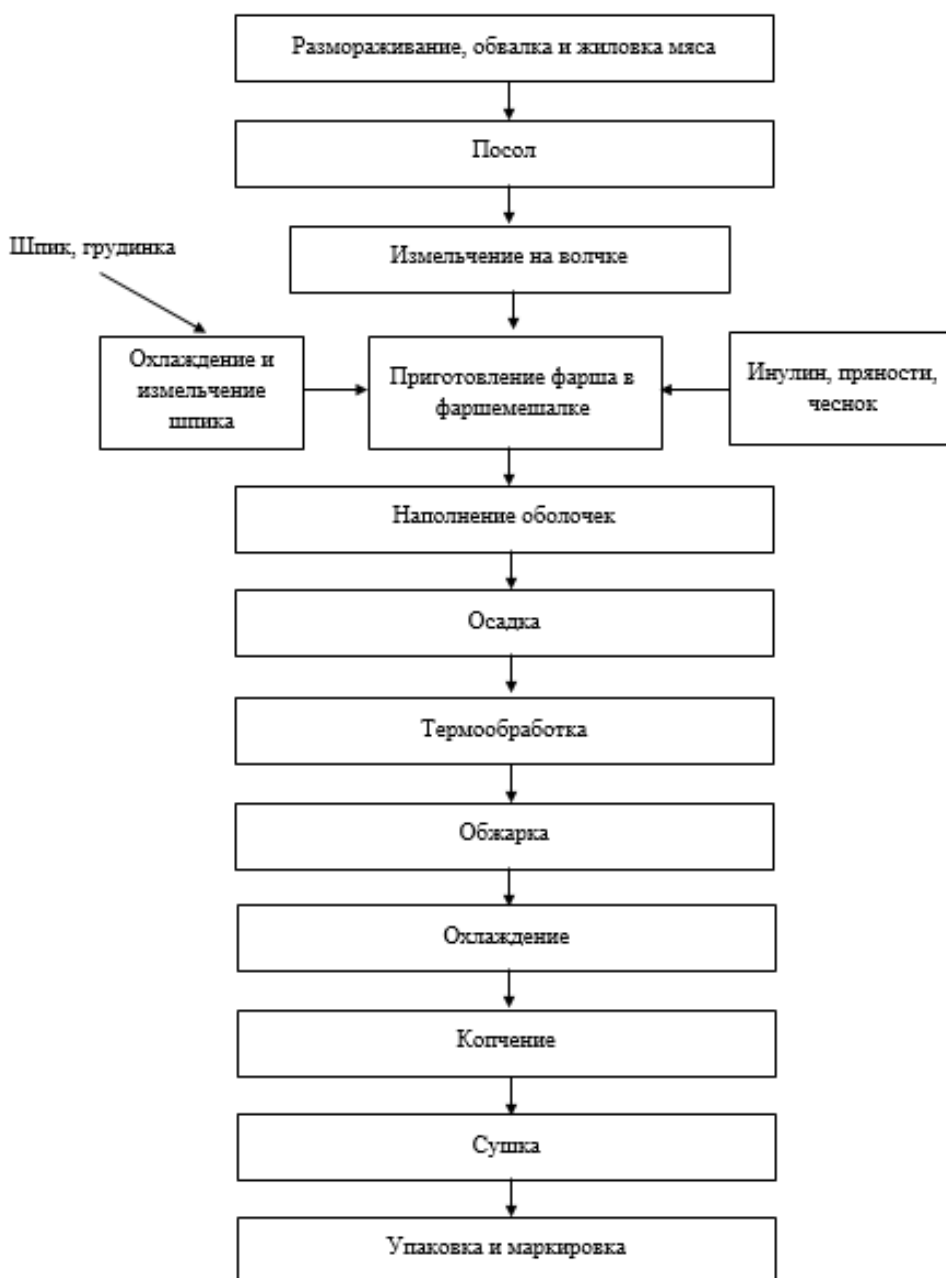 Размораживание, обвалка и жиловка мяса
Посол
Шпик, грудинка
Измельчение на волчке
Охлаждение и
измельчение
шпика
Приготовление фарша в
фаршемешалке
Инулин, пряности,
чеснок
Наполнение оболочек
Осадка
Термообработка
Обжарка
Охлаждение
Копчение
Сушка
Упаковка и маркировка